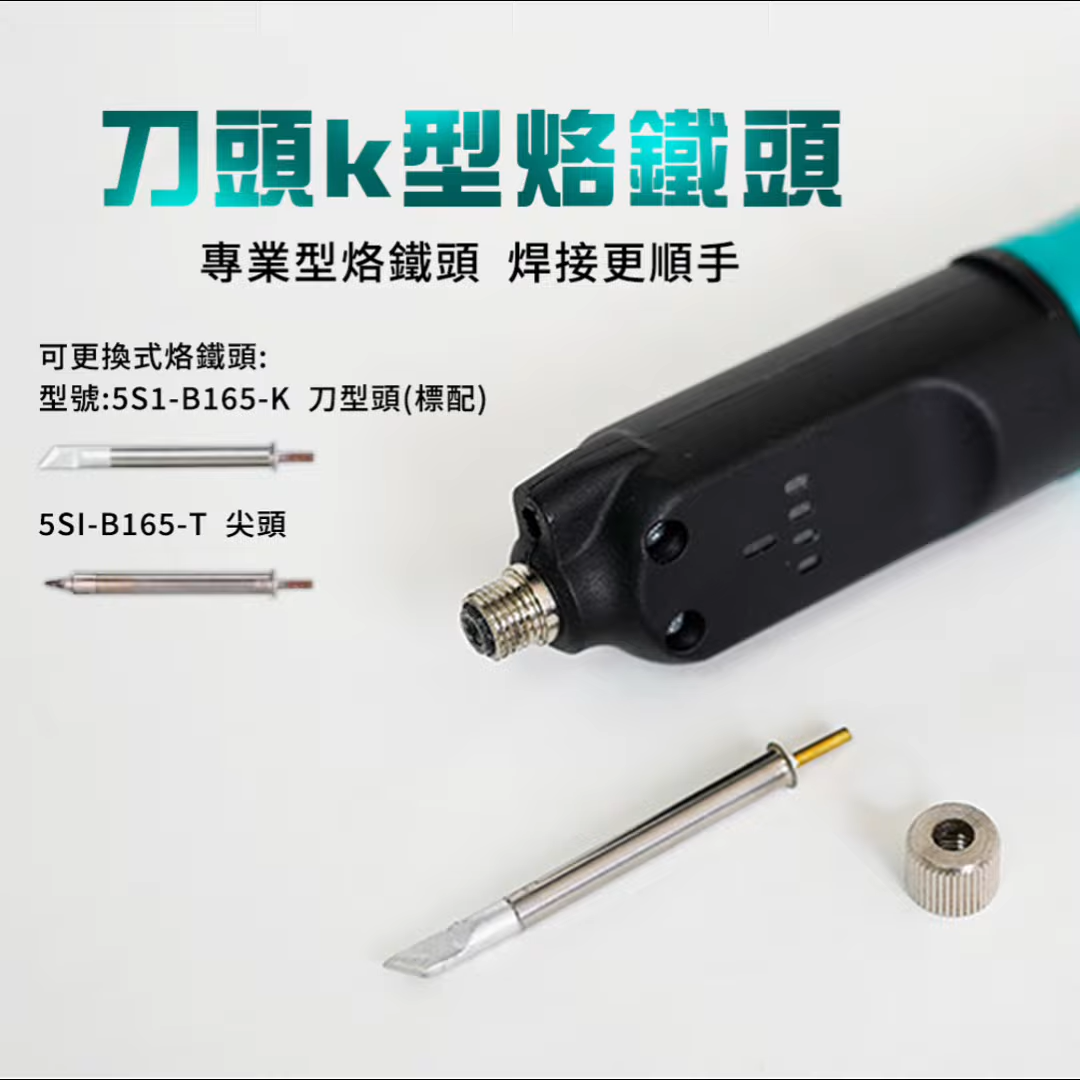 刀頭k型烙鐵頭
專業型烙鐵頭 焊接更順手
可更換式烙鐵頭:
型號:5S1-B165-K 刀型頭(標配)
5SI-B165-T 尖頭